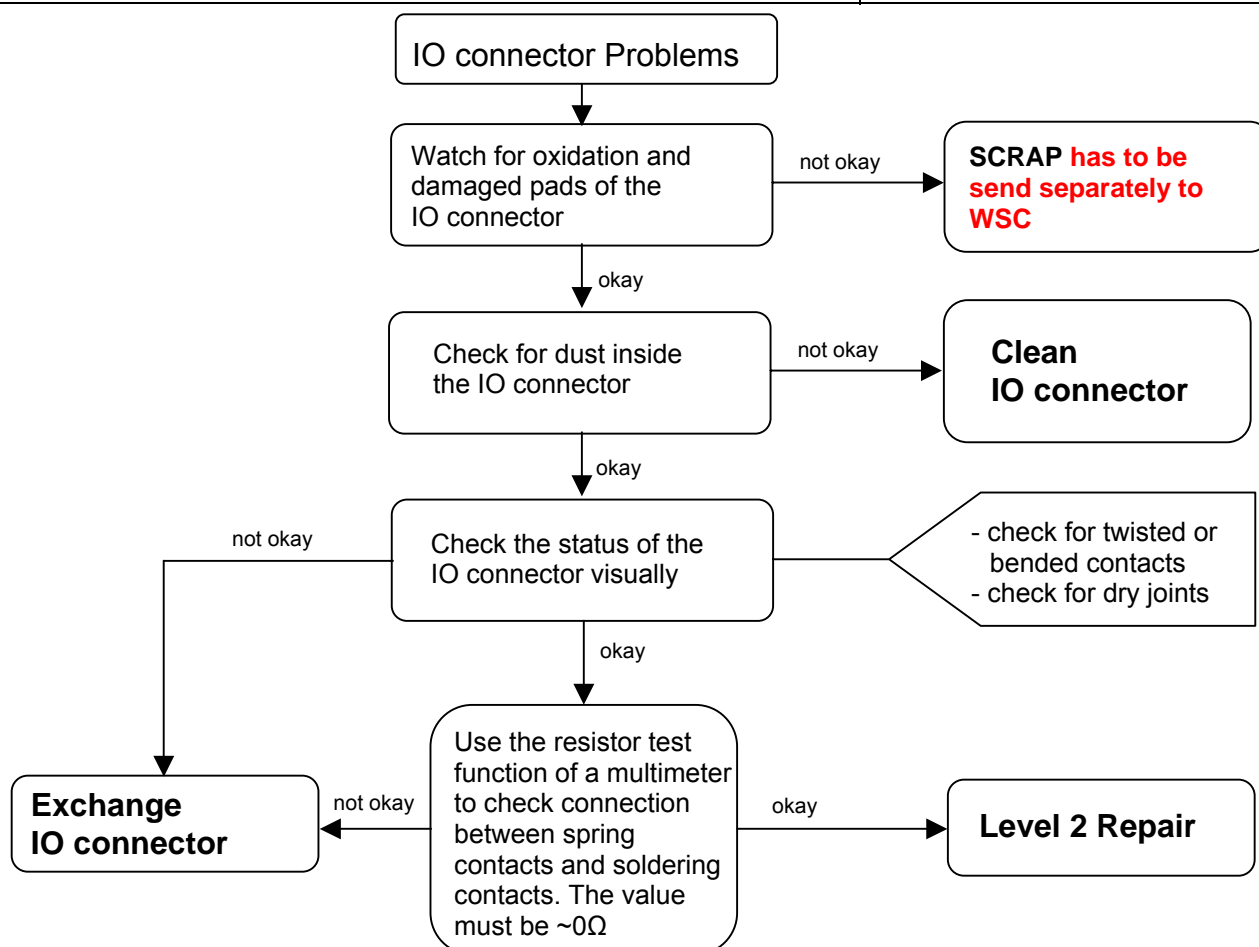 IO connector Problems
Watch for oxidation and
damaged pads of the
IO connector
not okay
SCRAP has to be
send separately to
WSC
okay
Check for dust inside
the IO connector
not okay
Clean
IO connector
okay
not okay
Check the status of the
IO connector visually
- check for twisted or
bended contacts
- check for dry joints
okay
Use the resistor test
function of a multimeter
to check connection
between spring
contacts and soldering
contacts. The value
must be ~0Ω
not okay
Exchange
IO connector
okay
Level 2 Repair